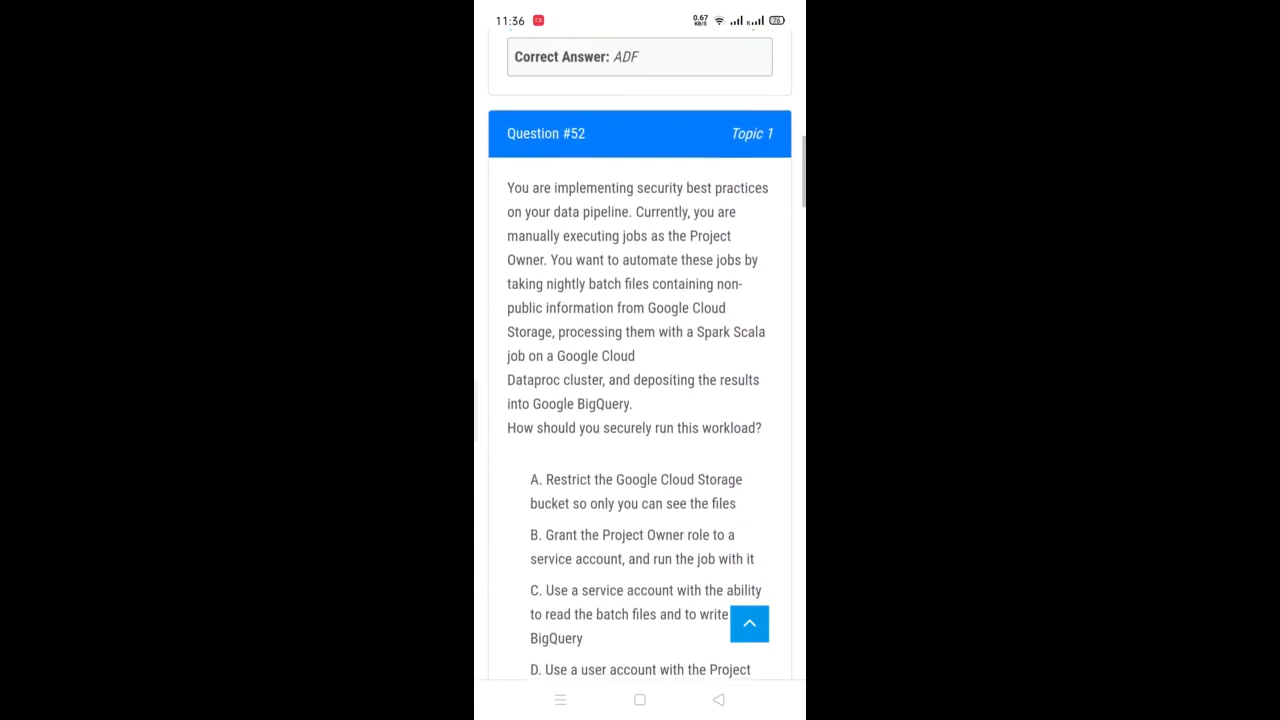 11:36
0.67
KB/S
R
76
Correct Answer: ADF
Question #52
Topic 1
You are implementing security best practices
on your data pipeline. Currently, you are
manually executing jobs as the Project
Owner. You want to automate these jobs by
taking nightly batch files containing non-
public information from Google Cloud
Storage, processing them with a Spark Scala
job on a Google Cloud
Dataproc cluster, and depositing the results
into Google BigQuery.
How should you securely run this workload?
A. Restrict the Google Cloud Storage
bucket so only you can see the files
B. Grant the Project Owner role to a
service account, and run the job with it
C. Use a service account with the ability
to read the batch files and to write
BigQuery
D. Use a user account with the Project